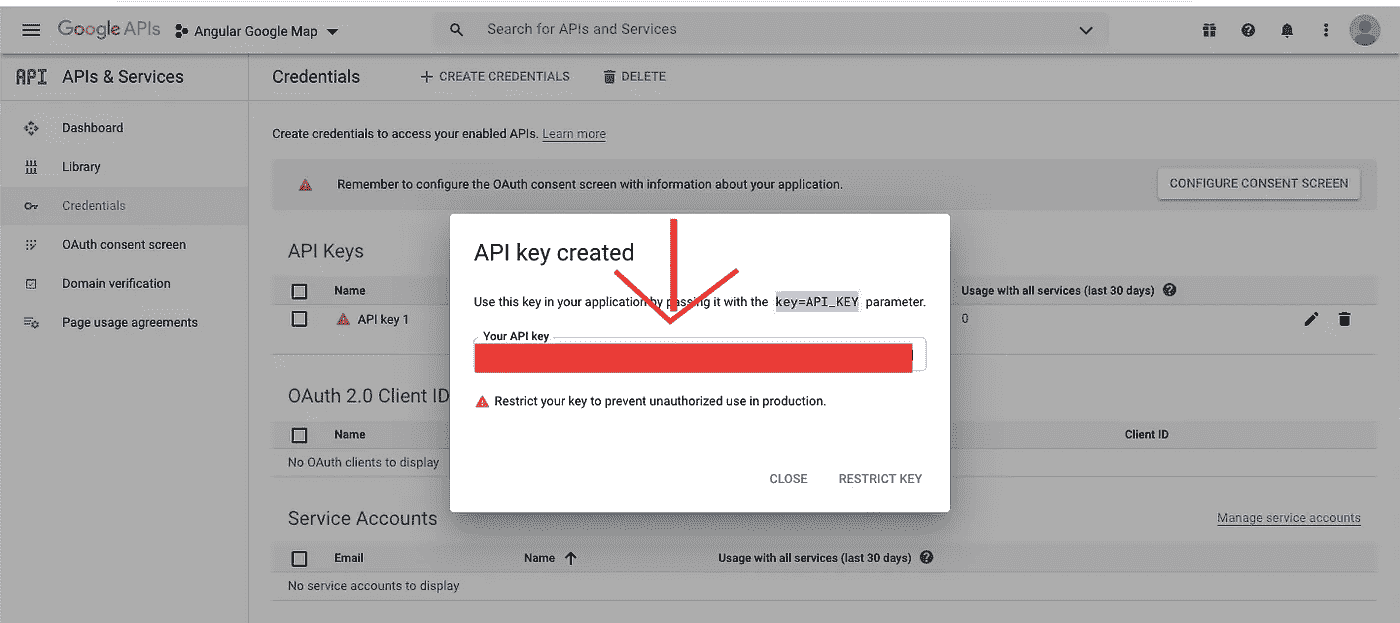 Google APIs Angular Google Map Search for APIs and Services
API APIs & Services Credentials + CREATE CREDENTIALS DELETE
Dashboard
Library
Credentials
OAuth consent screen
Domain verification
Page usage agreements
Create credentials to access your enabled APIs. Learn more
Remember to configure the OAuth consent screen with information about your application. CONFIGURE CONSENT SCREEN
API Keys
Name Usage with all services (last 30 days)
API key 1 0
OAuth 2.0 Client ID
Name Client ID
No OAuth clients to display
Service Accounts Manage service accounts
Email Name Usage with all services (last 30 days)
No service accounts to display
API key created
Use this key in your application by passing it with the key=API_KEY parameter.
Your API key
Restrict your key to prevent unauthorized use in production.
CLOSE RESTRICT KEY